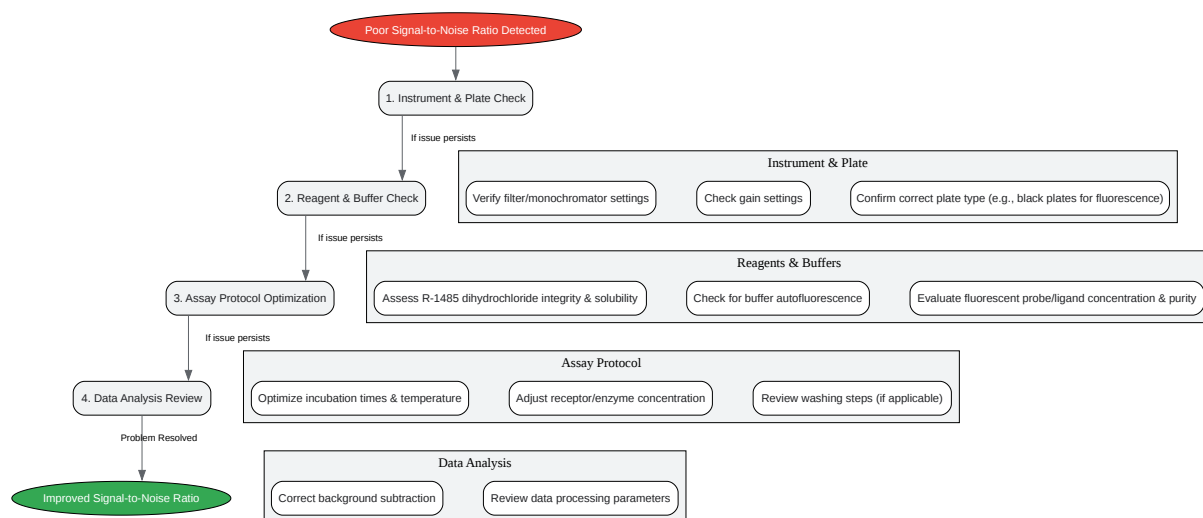 Poor Signal-to-Noise Ratio Detected
1. Instrument & Plate Check
If issue persists
Instrument & Plate
2. Reagent & Buffer Check
Verify filter/monochromator settings
Check gain settings
Confirm correct plate type (e.g., black plates for fluorescence)
If issue persists
Reagents & Buffers
3. Assay Protocol Optimization
Assess R-1485 dihydrochloride integrity & solubility
Check for buffer autofluorescence
Evaluate fluorescent probe/ligand concentration & purity
If issue persists
Assay Protocol
4. Data Analysis Review
Optimize incubation times & temperature
Adjust receptor/enzyme concentration
Review washing steps (if applicable)
Problem Resolved
Data Analysis
Improved Signal-to-Noise Ratio
Correct background subtraction
Review data processing parameters